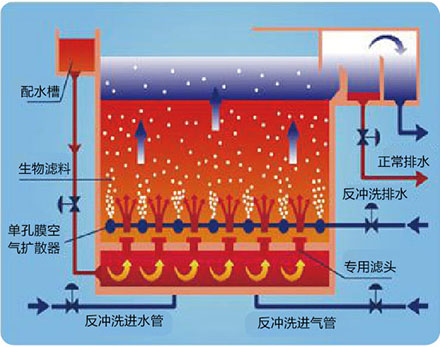 配水槽
正常排水
生物滤料
反冲洗排水
单孔膜空
气扩散器
专用滤头
反冲洗进水管
反冲洗进气管